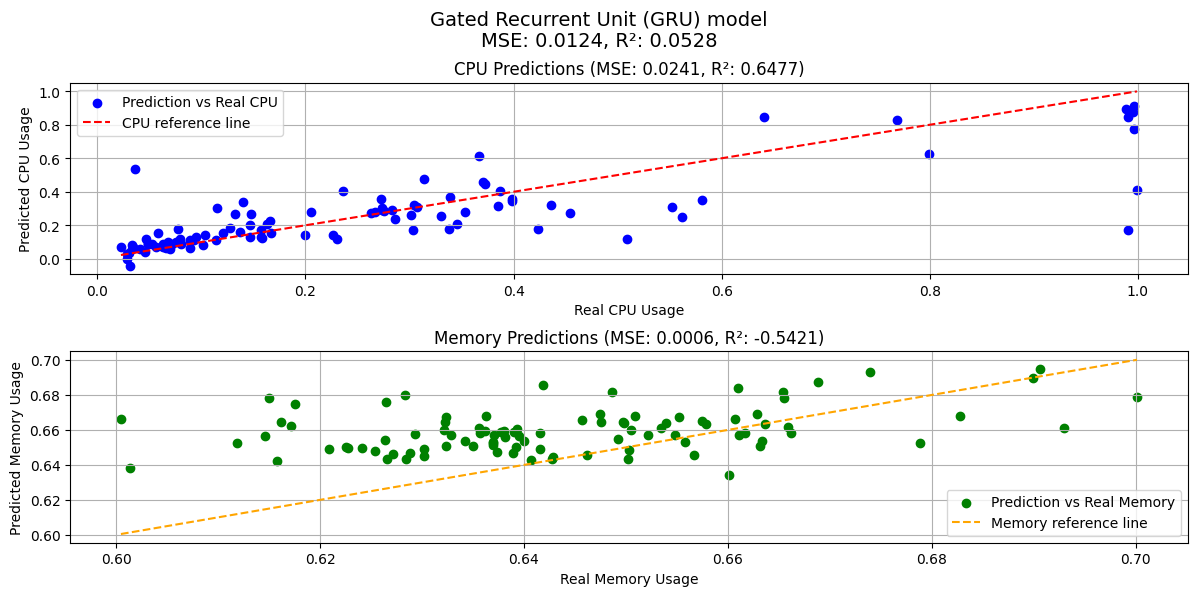 Gated Recurrent Unit (GRU) model
MSE: 0.0124, R²: 0.0528
CPU Predictions (MSE: 0.0241, R²: 0.6477)
Prediction vs Real CPU
CPU reference line
Predicted CPU Usage
1.0
0.8
0.6
0.4
0.2
0.0
0.0 0.2 0.4 0.6 0.8 1.0
Real CPU Usage
Memory Predictions (MSE: 0.0006, R²: -0.5421)
Predicted Memory Usage
0.70
0.68
0.66
0.64
0.62
0.60
Prediction vs Real Memory
Memory reference line
0.60 0.62 0.64 0.66 0.68 0.70
Real Memory Usage